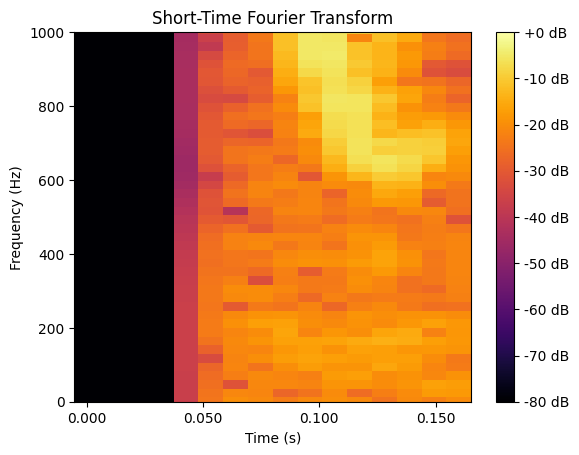 Short-Time Fourier Transform
Frequency (Hz)
1000
800
600
400
200
0
0.000
0.050
0.100
0.150
Time (s)
+0 dB
-10 dB
-20 dB
-30 dB
-40 dB
-50 dB
-60 dB
-70 dB
-80 dB